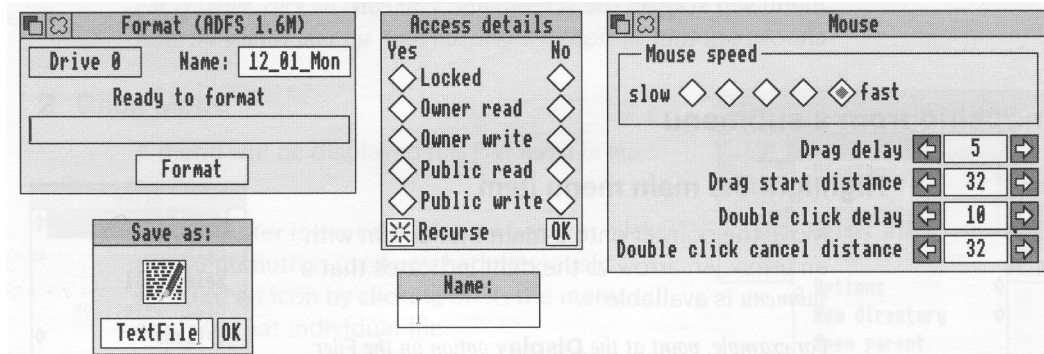 Format (ADFS 1.6M)
Drive 0 Name: 12_01_Mon
Ready to format
Format
Save as:
TextFile OK
Access details
Yes No
Locked
Owner read
Owner write
Public read
Public write
Recurse OK
Name:
Mouse
Mouse speed
slow fast
Drag delay 5
Drag start distance 32
Double click delay 10
Double click cancel distance 32